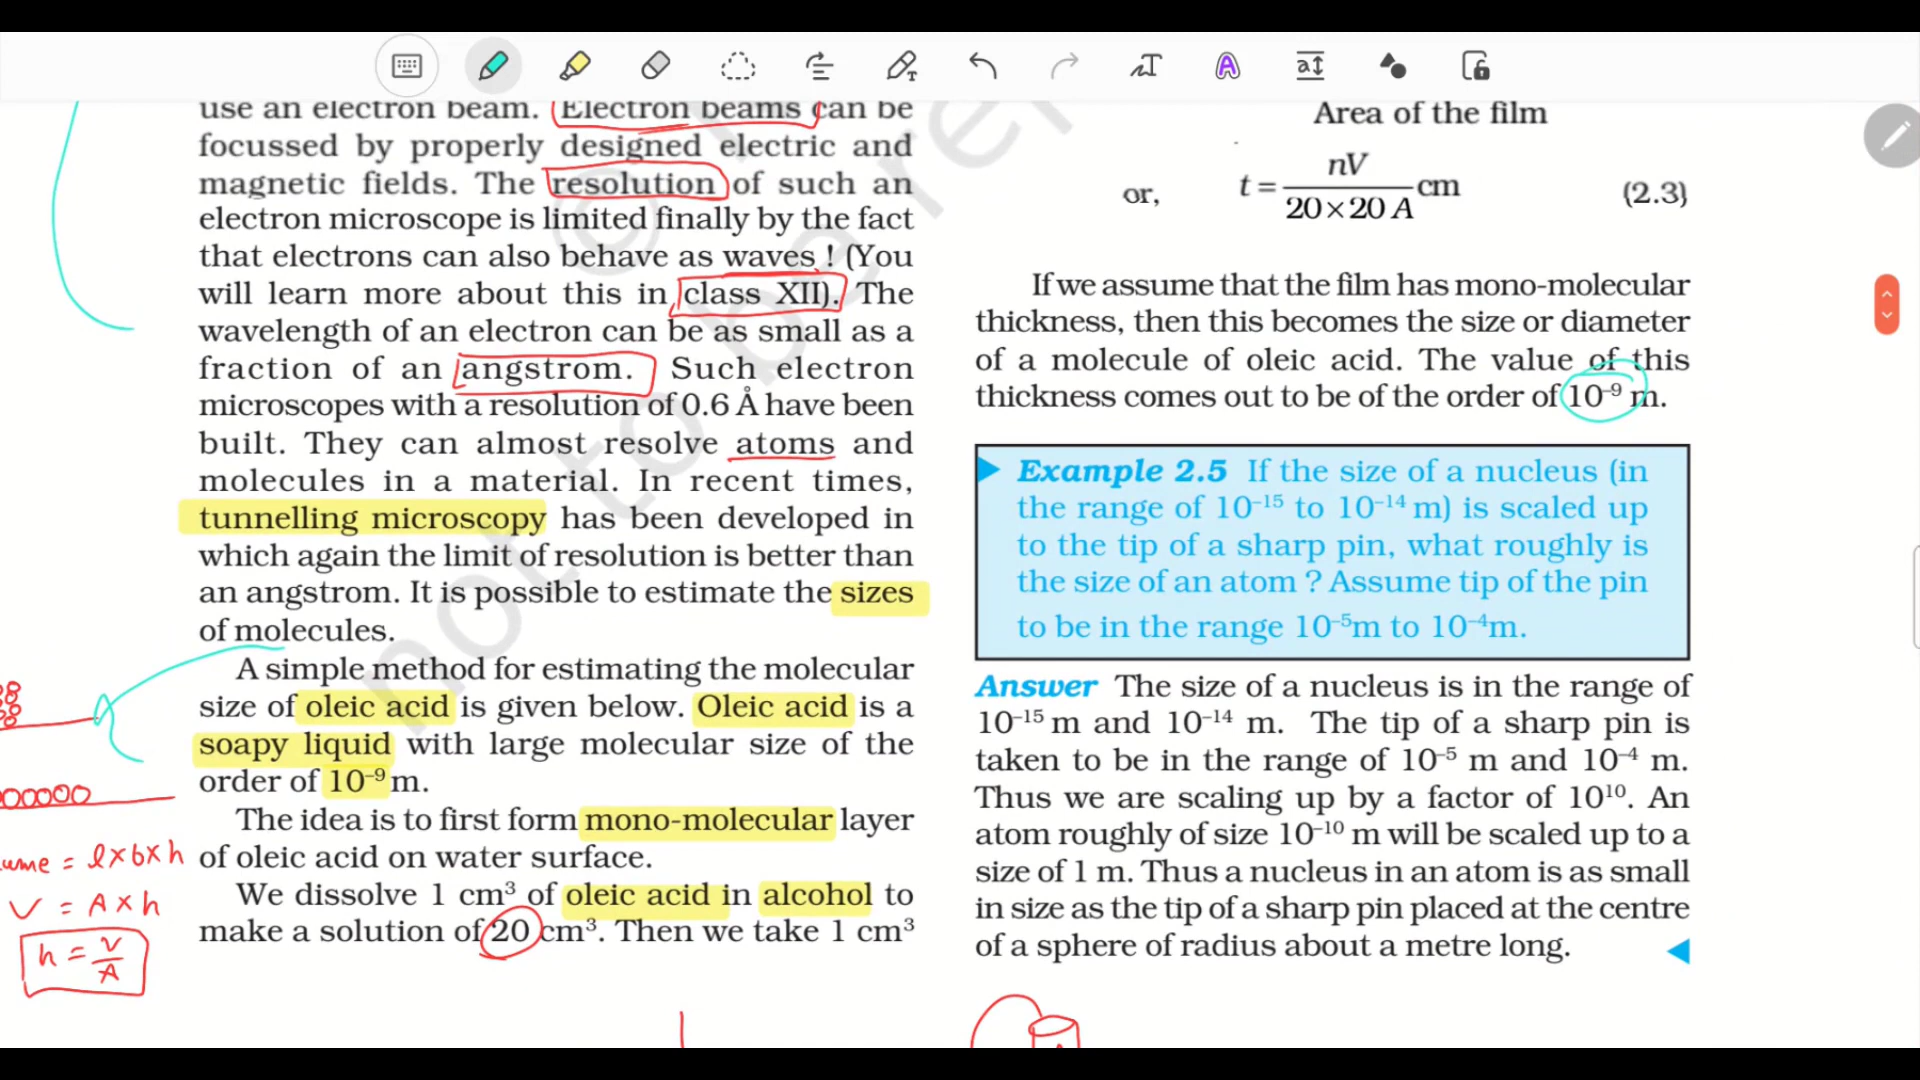 use an electron beam. Electron beams can be
focussed by properly designed electric and
magnetic fields. The resolution of such an
electron microscope is limited finally by the fact
that electrons can also behave as waves ! (You
will learn more about this in class XII). The
wavelength of an electron can be as small as a
fraction of an angstrom. Such electron
microscopes with a resolution of 0.6 Å have been
built. They can almost resolve atoms and
molecules in a material. In recent times,
tunnelling microscopy has been developed in
which again the limit of resolution is better than
an angstrom. It is possible to estimate the sizes
of molecules.
A simple method for estimating the molecular
size of oleic acid is given below. Oleic acid is a
soapy liquid with large molecular size of the
order of 10⁻⁹ m.
The idea is to first form mono-molecular layer
of oleic acid on water surface.
We dissolve 1 cm³ of oleic acid in alcohol to
make a solution of 20 cm³. Then we take 1 cm³
ume = l×b×h
V = A×h
h = V/A
Area of the film
or, t = nV / 20×20 A cm (2.3)
If we assume that the film has mono-molecular
thickness, then this becomes the size or diameter
of a molecule of oleic acid. The value of this
thickness comes out to be of the order of 10⁻⁹ m.
Example 2.5 If the size of a nucleus (in
the range of 10⁻¹⁵ to 10⁻¹⁴ m) is scaled up
to the tip of a sharp pin, what roughly is
the size of an atom ? Assume tip of the pin
to be in the range 10⁻⁵m to 10⁻⁴m.
Answer The size of a nucleus is in the range of
10⁻¹⁵ m and 10⁻¹⁴ m. The tip of a sharp pin is
taken to be in the range of 10⁻⁵ m and 10⁻⁴ m.
Thus we are scaling up by a factor of 10¹⁰. An
atom roughly of size 10⁻¹⁰ m will be scaled up to a
size of 1 m. Thus a nucleus in an atom is as small
in size as the tip of a sharp pin placed at the centre
of a sphere of radius about a metre long.
© not to be re